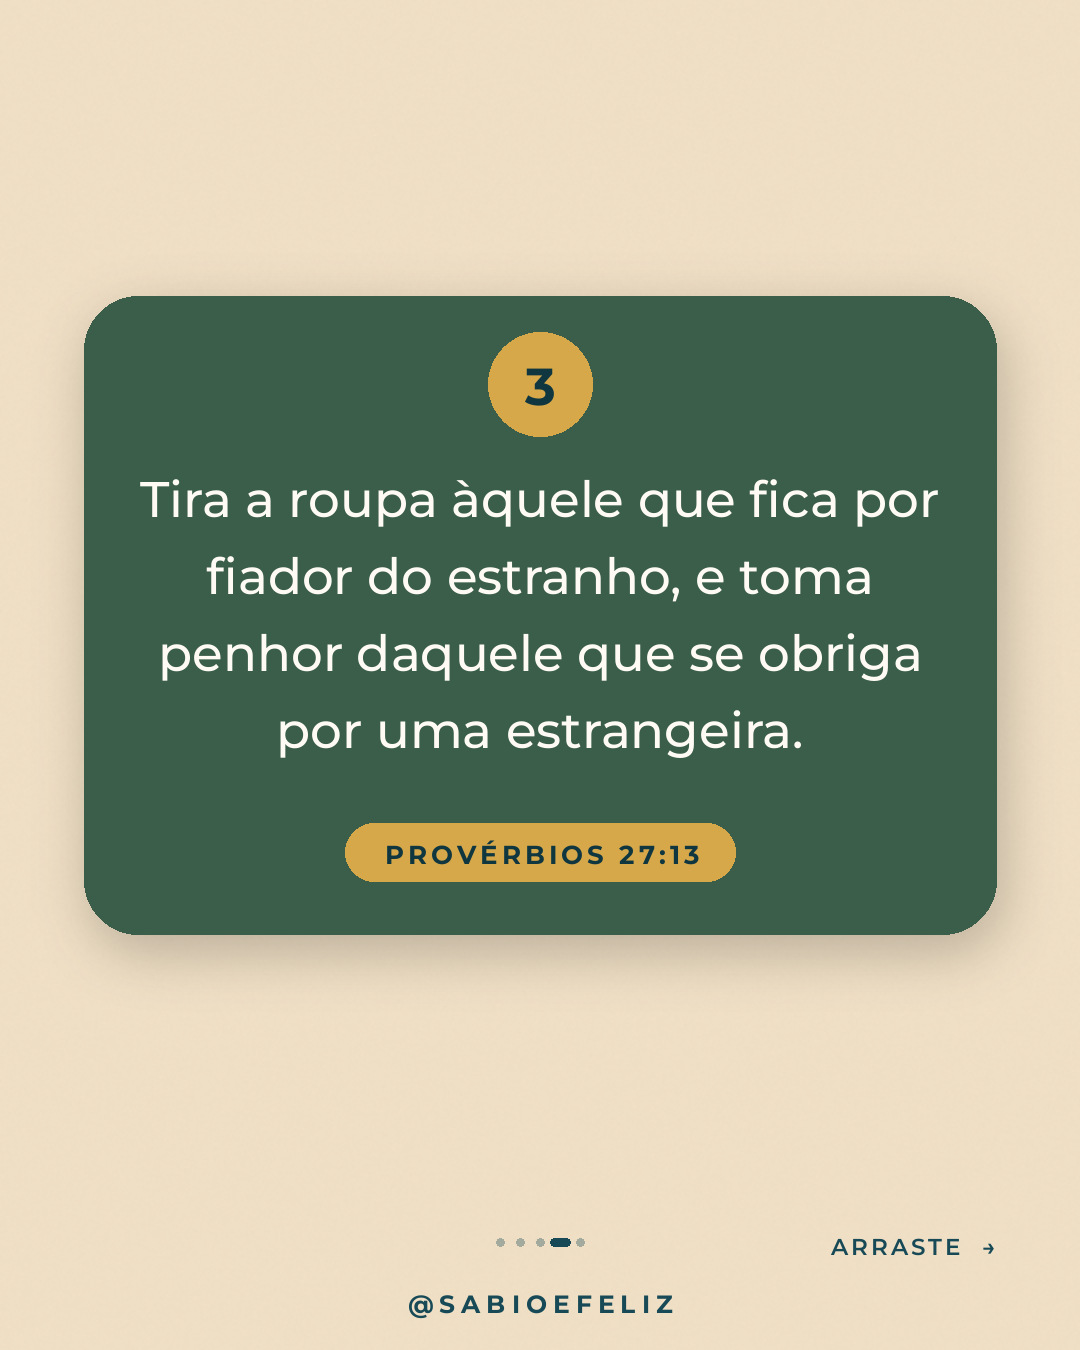 3
Tira a roupa àquele que fica por
fiador do estranho, e toma
penhor daquele que se obriga
por uma estrangeira.
PROVÉRBIOS 27:13
ARRASTE →
@SABIOEFELIZ